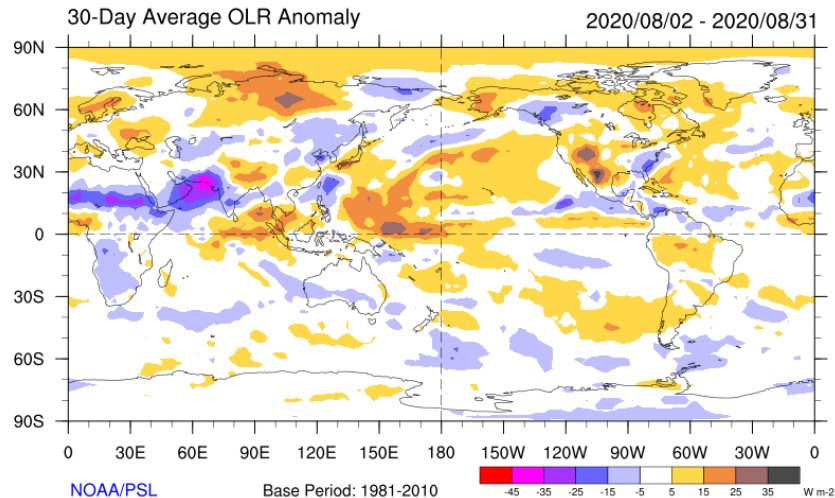 30-Day Average OLR Anomaly 2020/08/02 - 2020/08/31
90N
60N
30N
0
30S
60S
90S
0 30E 60E 90E 120E 150E 180 150W 120W 90W 60W 30W 0
NOAA/PSL Base Period: 1981-2010
-45 -35 -25 -15 -5 5 15 25 35 W m-2